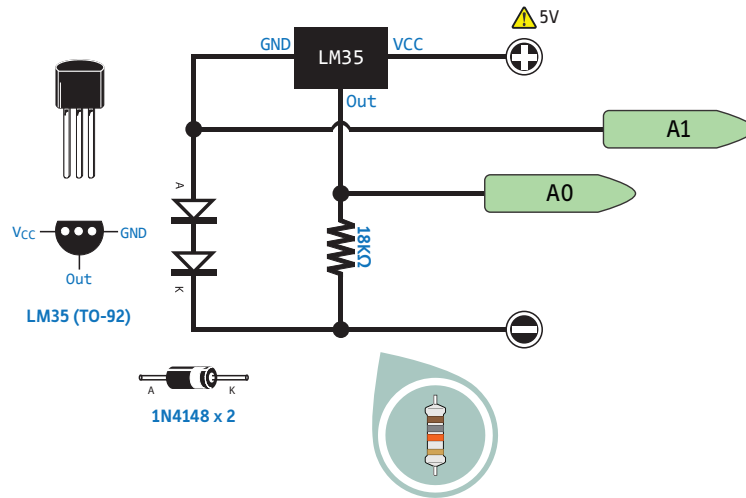 5V
GND
LM35
VCC
Out
A1
A0
A
K
18KΩ
VCC
GND
Out
LM35 (TO-92)
A
K
1N4148 x 2